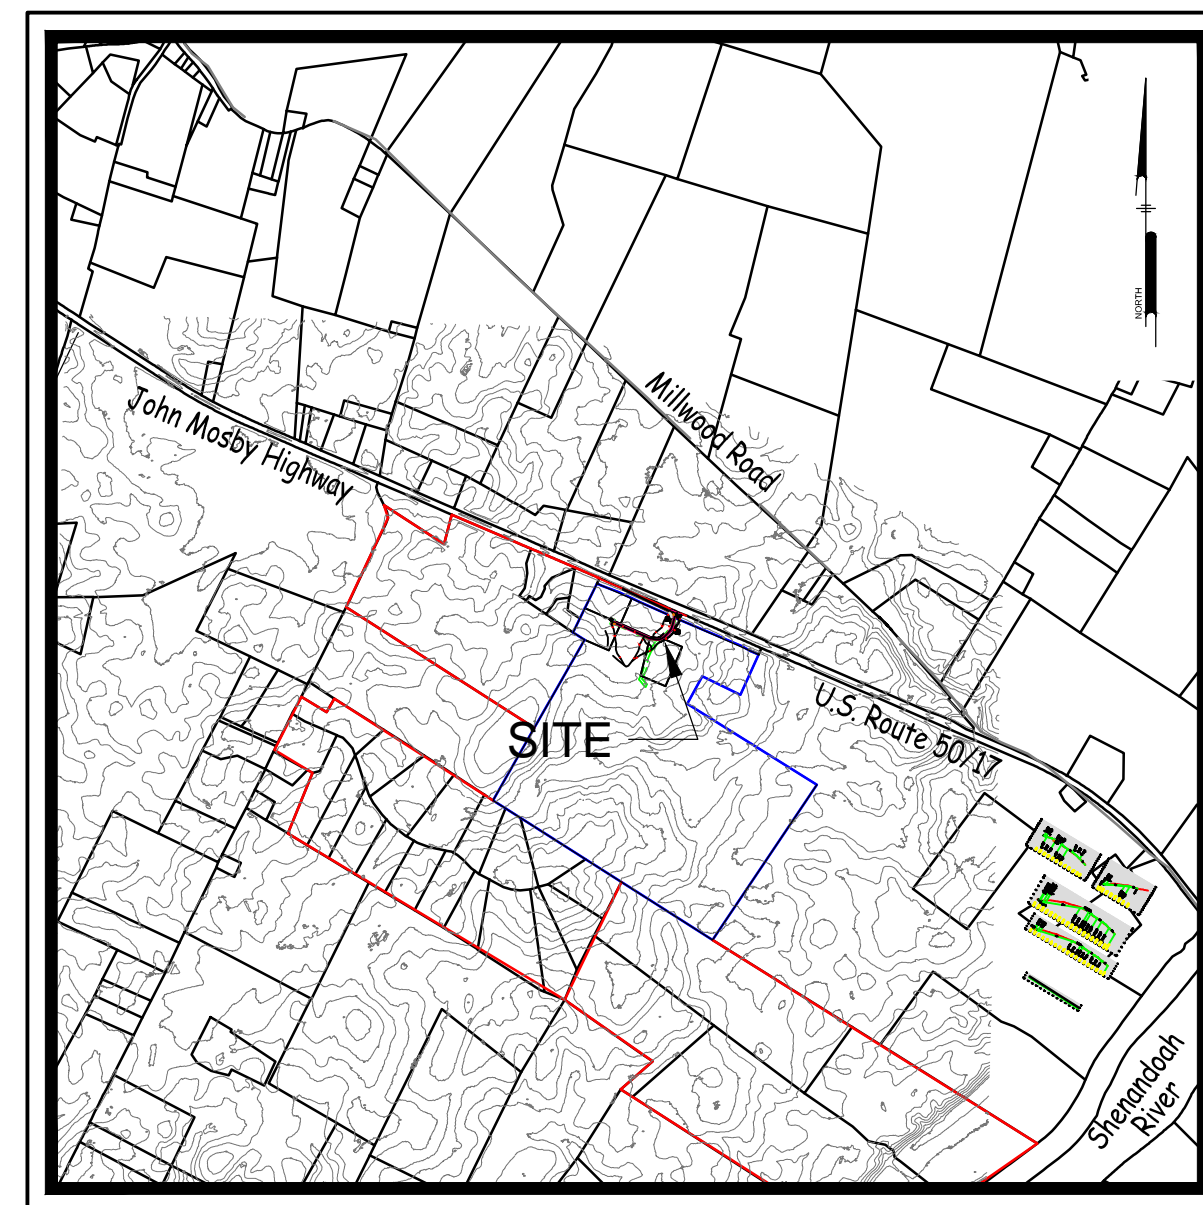 NORTH
John Mosby Highway
Millwood Road
SITE
U.S. Route 50/17
Shenandoah
River